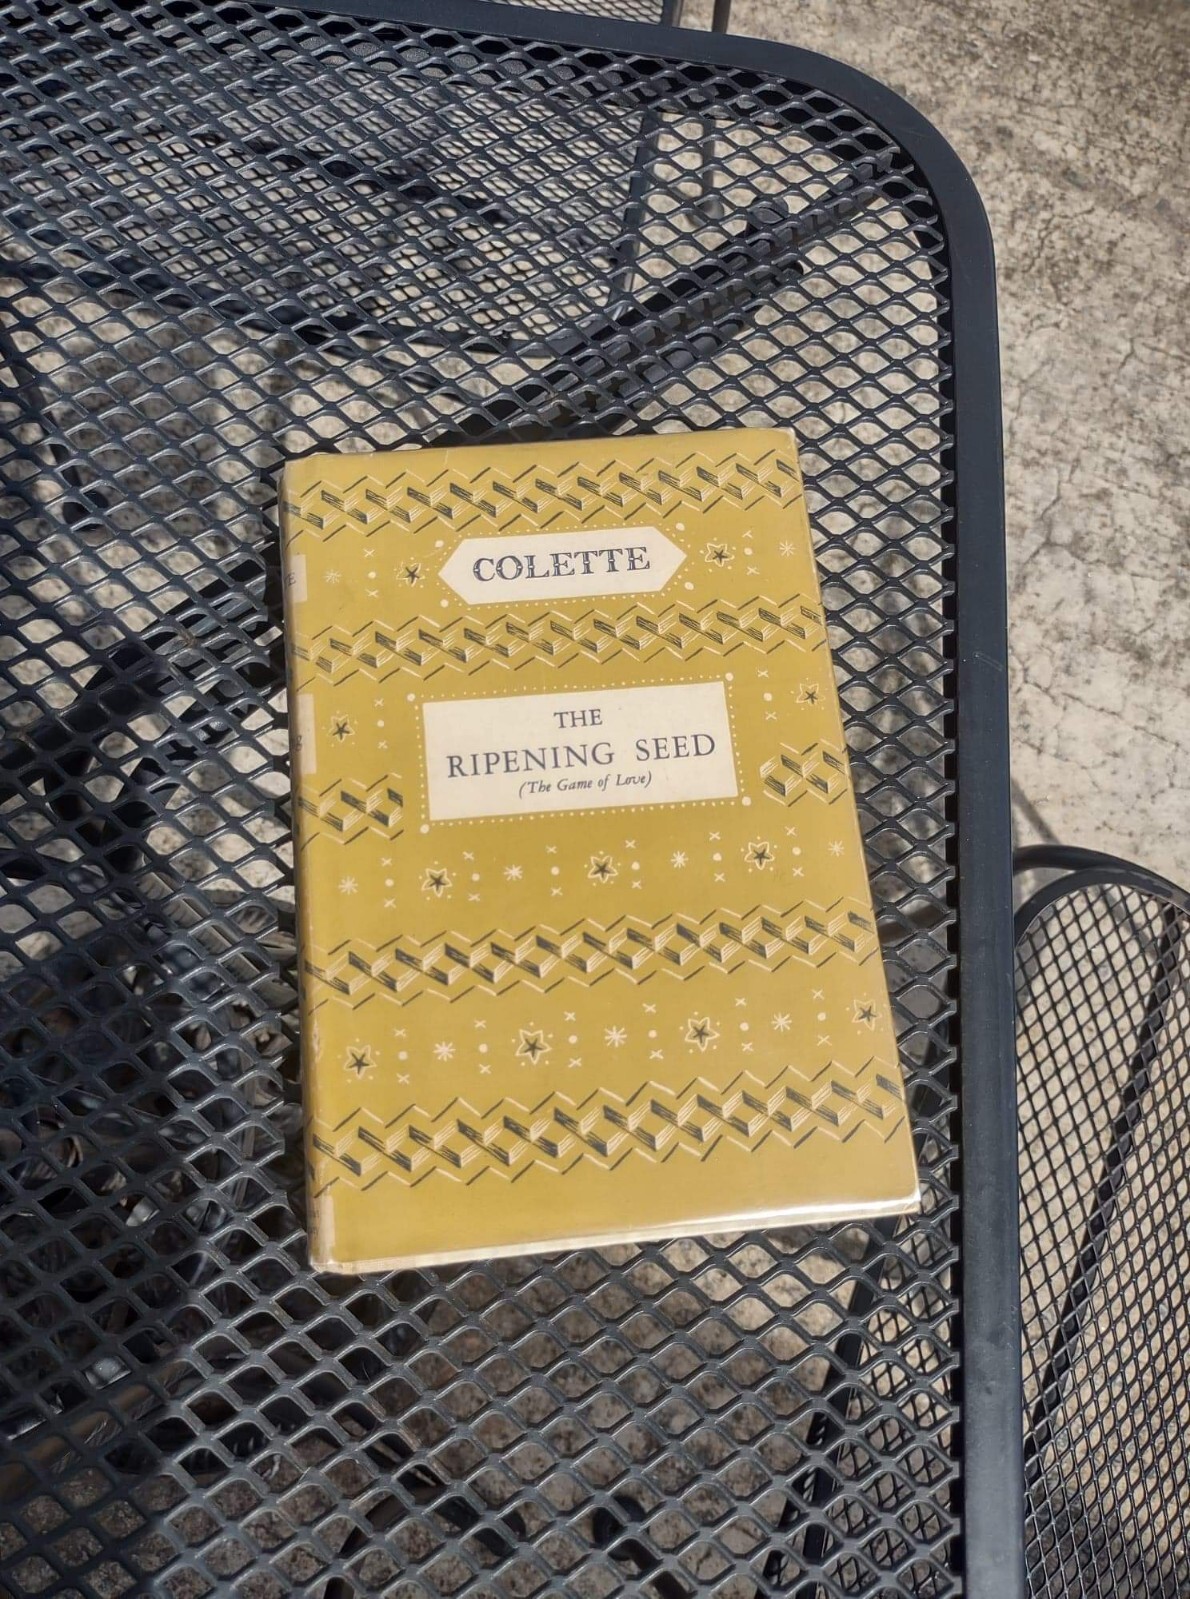 COLETTE
THE
RIPENING SEED
(The Game of Love)